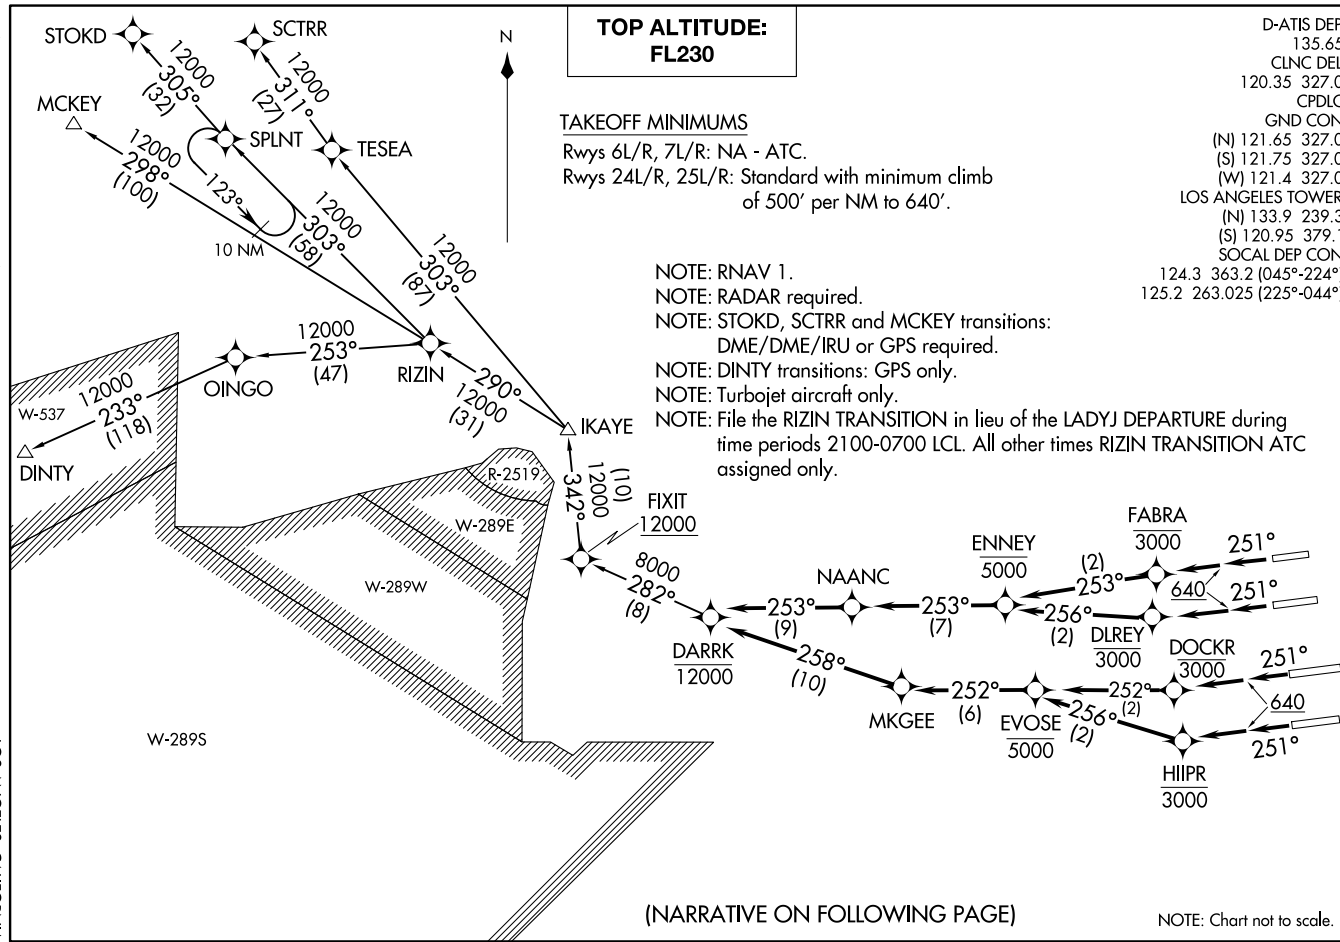 TOP ALTITUDE:
FL230
D-ATIS DEP
135.65
CLNC DEL
120.35 327.0
CPDLC
GND CON
(N) 121.65 327.0
(S) 121.75 327.0
(W) 121.4 327.0
LOS ANGELES TOWER
(N) 133.9 239.3
(S) 120.95 379.1
SOCAL DEP CON
124.3 363.2 (045°-224°)
125.2 263.025 (225°-044°)
N
TAKEOFF MINIMUMS
Rwys 6L/R, 7L/R: NA - ATC.
Rwys 24L/R, 25L/R: Standard with minimum climb
of 500' per NM to 640'.
NOTE: RNAV 1.
NOTE: RADAR required.
NOTE: STOKD, SCTRR and MCKEY transitions:
DME/DME/IRU or GPS required.
NOTE: DINTY transitions: GPS only.
NOTE: Turbojet aircraft only.
NOTE: File the RIZIN TRANSITION in lieu of the LADYJ DEPARTURE during
time periods 2100-0700 LCL. All other times RIZIN TRANSITION ATC
assigned only.
STOKD
12000
305°
(32)
SCTRR
12000
311°
(27)
MCKEY
12000
298°
(100)
SPLNT
TESEA
123°
10 NM
12000
303°
(58)
12000
303°
(87)
12000
253°
(47)
OINGO
RIZIN
290°
12000
(31)
IKAYE
W-537
12000
233°
(118)
DINTY
(10)
12000
342°
R-2519
W-289E
W-289W
W-289S
FIXIT
12000
8000
282°
(8)
DARRK
12000
253°
(9)
NAANC
253°
(7)
ENNEY
5000
(2)
253°
FABRA
3000
251°
640
256°
(2)
DLREY
3000
251°
258°
(10)
MKGEE
252°
(6)
EVOSE
5000
252°
(2)
DOCKR
3000
251°
640
256°
(2)
HIIPR
3000
251°
(NARRATIVE ON FOLLOWING PAGE)
NOTE: Chart not to scale.